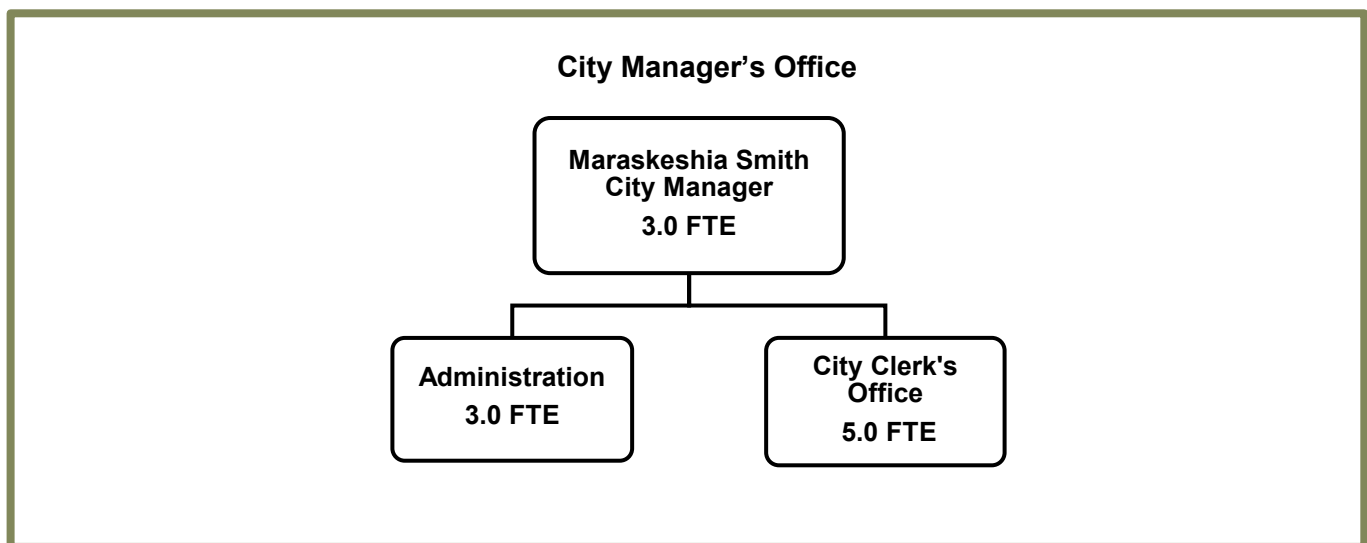 City Manager’s Office
Maraskeshia Smith
City Manager
3.0 FTE
Administration
3.0 FTE
City Clerk's
Office
5.0 FTE